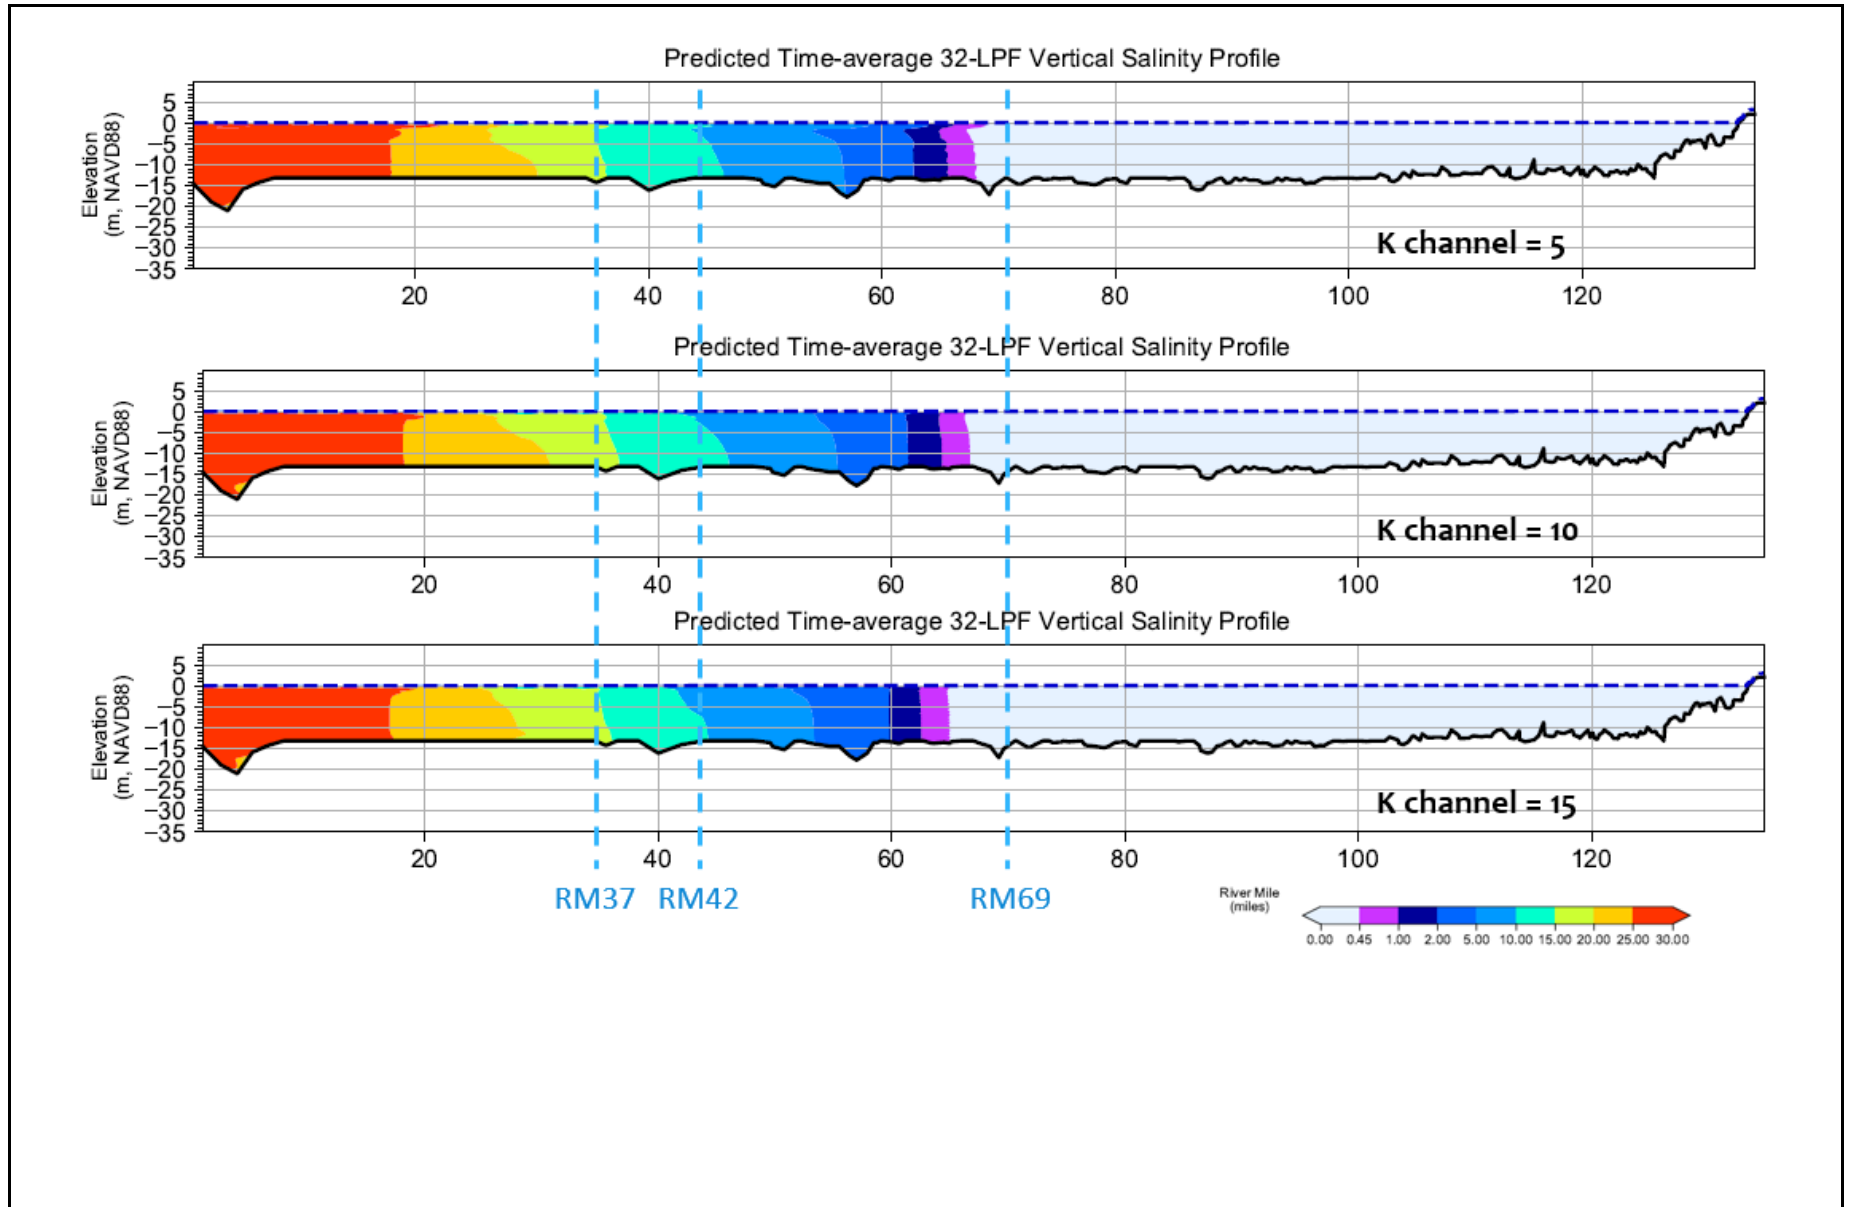 Predicted Time-average 32-LPF Vertical Salinity Profile
Elevation
(m, NAVD88)
5
0
−5
−10
−15
−20
−25
−30
−35
K channel = 5
20 40 60 80 100 120
Predicted Time-average 32-LPF Vertical Salinity Profile
Elevation
(m, NAVD88)
5
0
−5
−10
−15
−20
−25
−30
−35
K channel = 10
20 40 60 80 100 120
Predicted Time-average 32-LPF Vertical Salinity Profile
Elevation
(m, NAVD88)
5
0
−5
−10
−15
−20
−25
−30
−35
K channel = 15
20 40 60 80 100 120
RM37 RM42 RM69
River Mile
(miles)
0.00 0.45 1.00 2.00 5.00 10.00 15.00 20.00 25.00 30.00